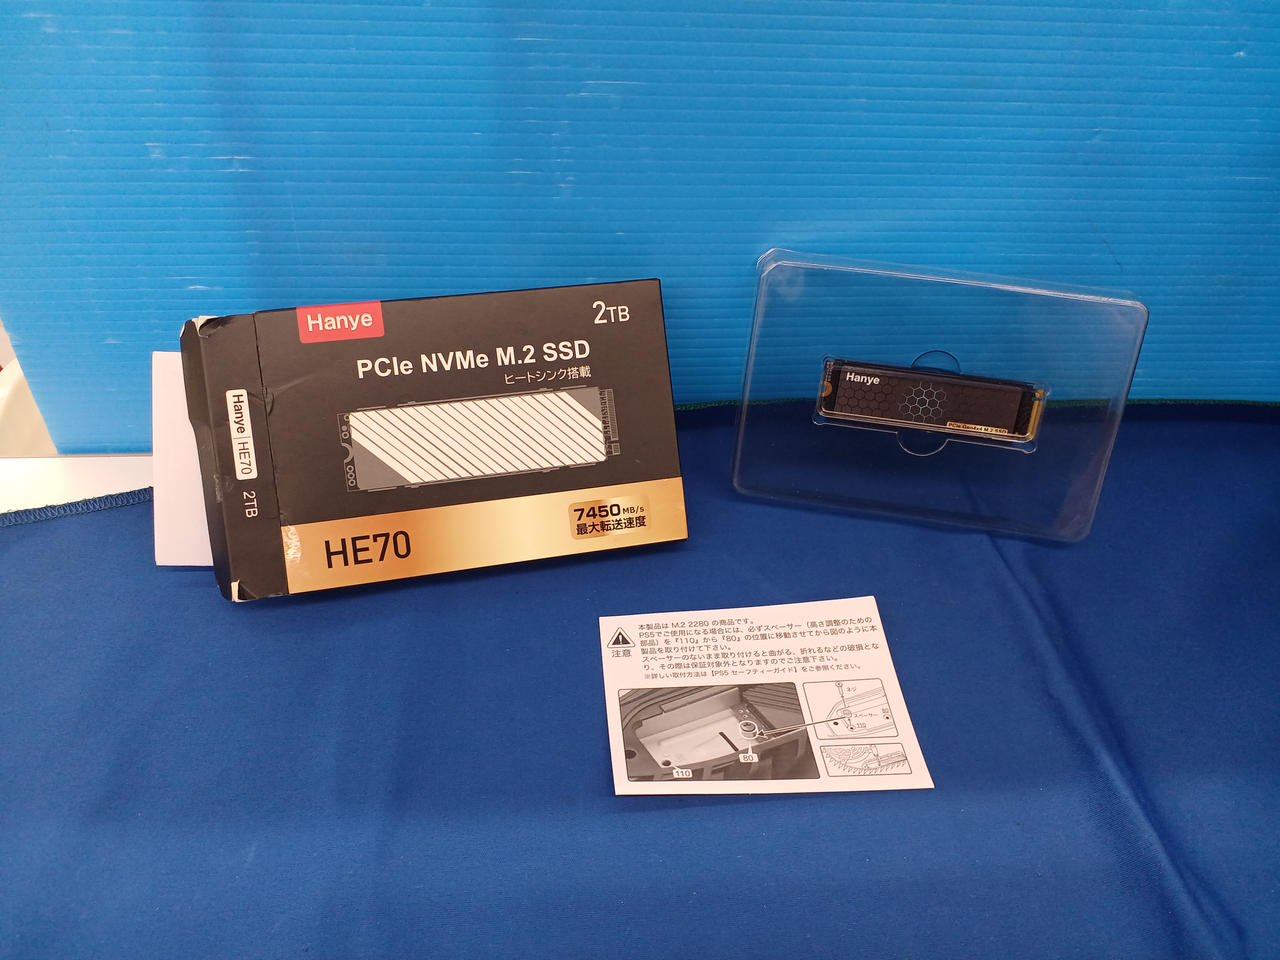 Hanye
2TB
PCIe NVMe M.2 SSD
ヒートシンク搭載
HE70
7450 MB/s
最大転送速度
Hanye | HE70
2TB
Hanye
PCIe Gen4x4 M.2 SSD
注意
本製品は M.2 2280 の商品です。
PS5でご使用になる場合には、必ずスペーサー（高さ調整のための
部品）を『110』から『80』の位置に移動させてから図のように本
製品を取り付けて下さい。
スペーサーのないまま取り付けると曲がる、折れるなどの破損とな
り、その際は保証対象外となりますのでご注意下さい。
※詳しい取付方法は【PS5 セーフティーガイド】をご参照ください。
110
80
ネジ
スペーサー
80
110